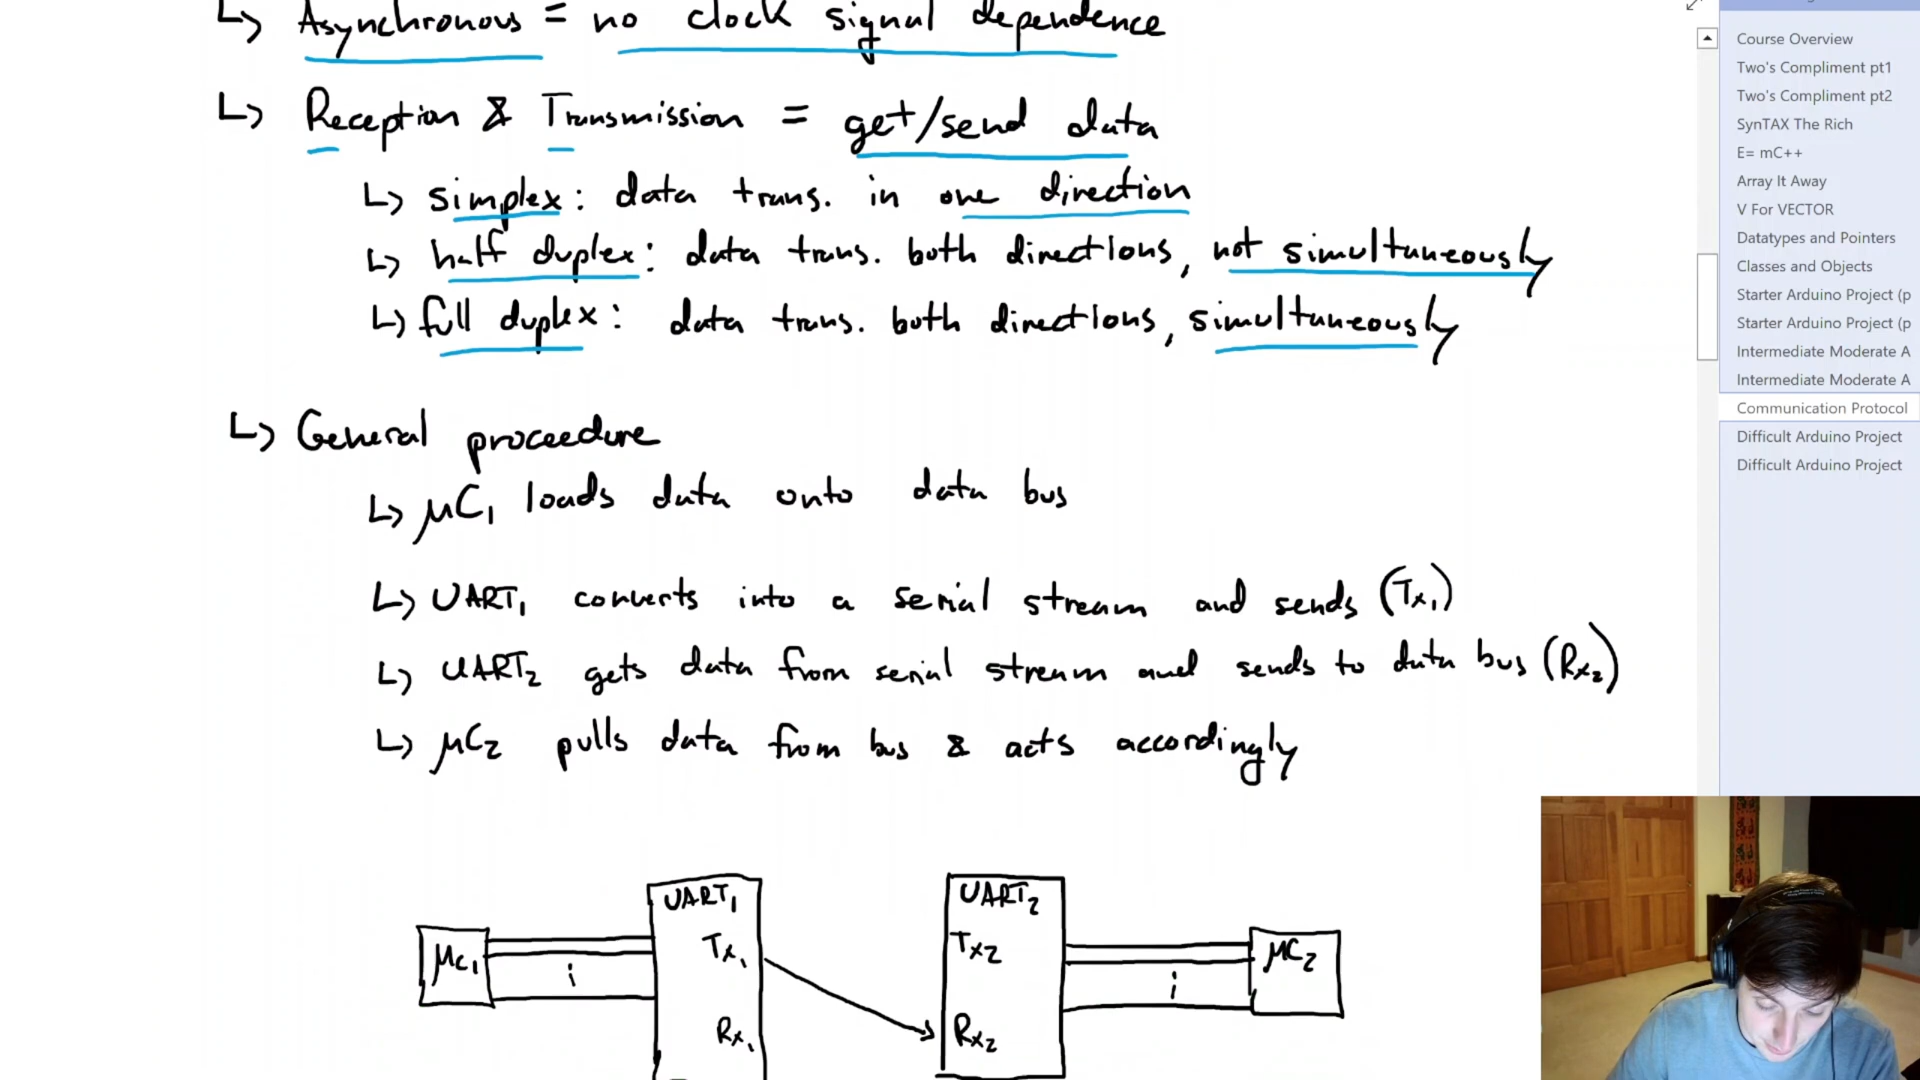 ↳ Asynchronous = no clock signal dependence
↳ Reception & Transmission = get/send data
↳ simplex: data trans. in one direction
↳ half duplex: data trans. both directions, not simultaneously
↳ full duplex: data trans. both directions, simultaneously
↳ General proceedure
↳ μC₁ loads data onto data bus
↳ UART₁ converts into a serial stream and sends (Tx₁)
↳ UART₂ gets data from serial stream and sends to data bus (Rx₂)
↳ μC₂ pulls data from bus & acts accordingly
UART₁
UART₂
μC₁
Tx₁
Tx₂
μC₂
Rx₁
Rx₂
Course Overview
Two's Compliment pt1
Two's Compliment pt2
SynTAX The Rich
E= mC++
Array It Away
V For VECTOR
Datatypes and Pointers
Classes and Objects
Starter Arduino Project (p
Starter Arduino Project (p
Intermediate Moderate A
Intermediate Moderate A
Communication Protocol
Difficult Arduino Project
Difficult Arduino Project